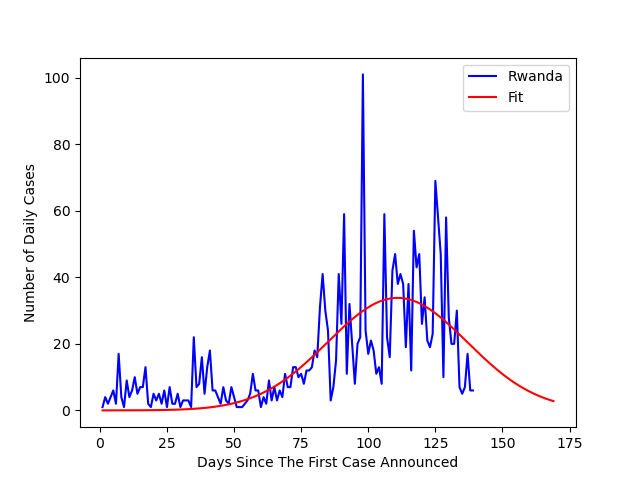 Rwanda
Fit
100
80
60
40
20
0
Number of Daily Cases
0 25 50 75 100 125 150 175
Days Since The First Case Announced